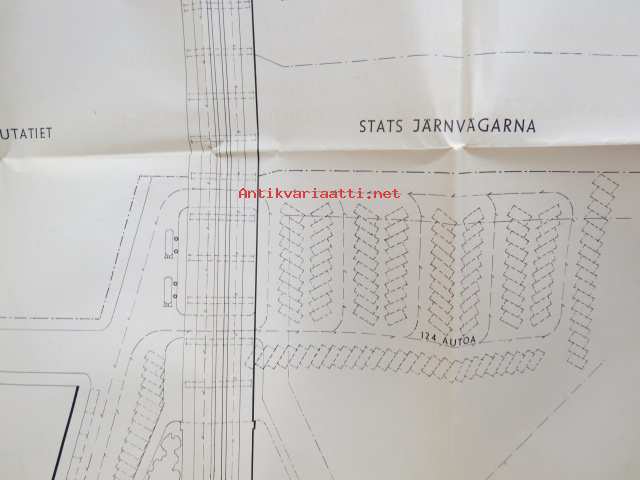 UTATIET
STATS JÄRNVÄGARNA
Antikvariaatti.net
124 AUTOA